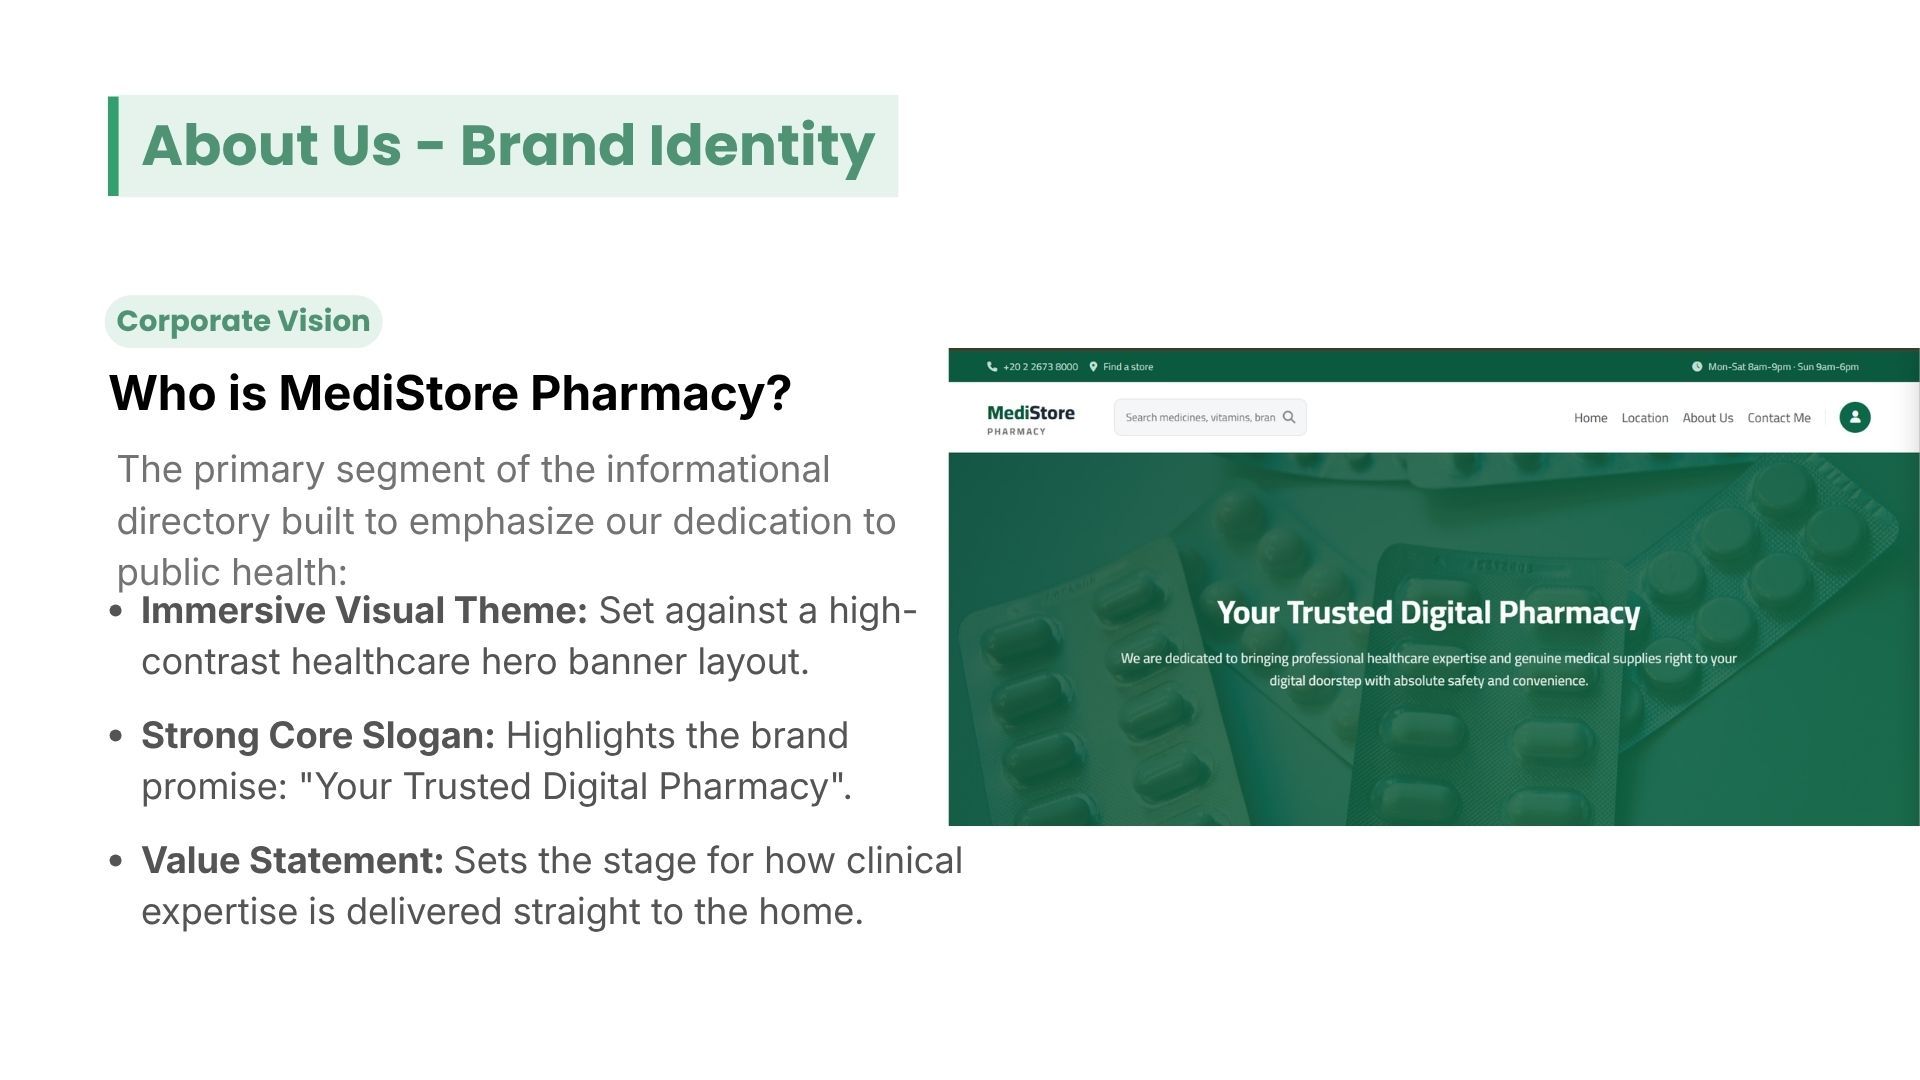 About Us - Brand Identity
Corporate Vision
Who is MediStore Pharmacy?
The primary segment of the informational
directory built to emphasize our dedication to
public health:
• Immersive Visual Theme: Set against a high-
contrast healthcare hero banner layout.
• Strong Core Slogan: Highlights the brand
promise: "Your Trusted Digital Pharmacy".
• Value Statement: Sets the stage for how clinical
expertise is delivered straight to the home.
+20 2 2673 8000 Find a store Mon-Sat 8am-9pm · Sun 9am-6pm
MediStore
PHARMACY
Search medicines, vitamins, bran
Home Location About Us Contact Me
Your Trusted Digital Pharmacy
We are dedicated to bringing professional healthcare expertise and genuine medical supplies right to your
digital doorstep with absolute safety and convenience.